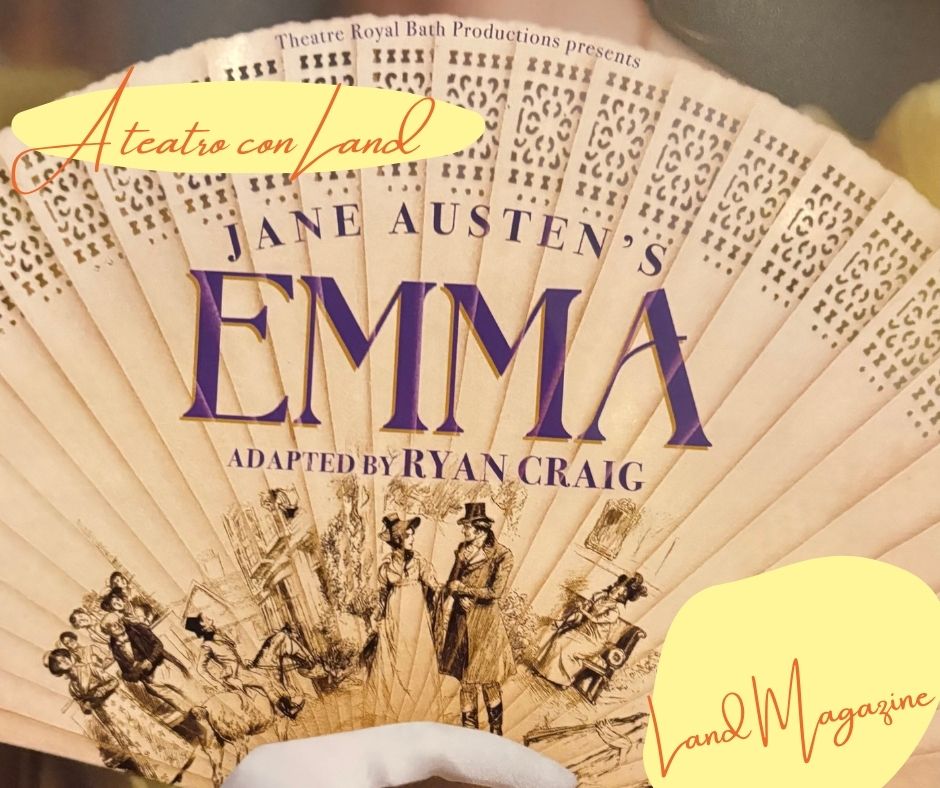 Theatre Royal Bath Productions presents
A teatro con Land
JANE AUSTEN'S
EMMA
ADAPTED BY RYAN CRAIG
Land Magazine